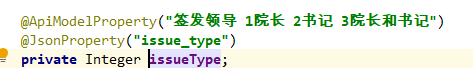 @ApiModelProperty("签发领导 1院长 2书记 3院长和书记")
@JsonProperty("issue_type")
private Integer issueType;